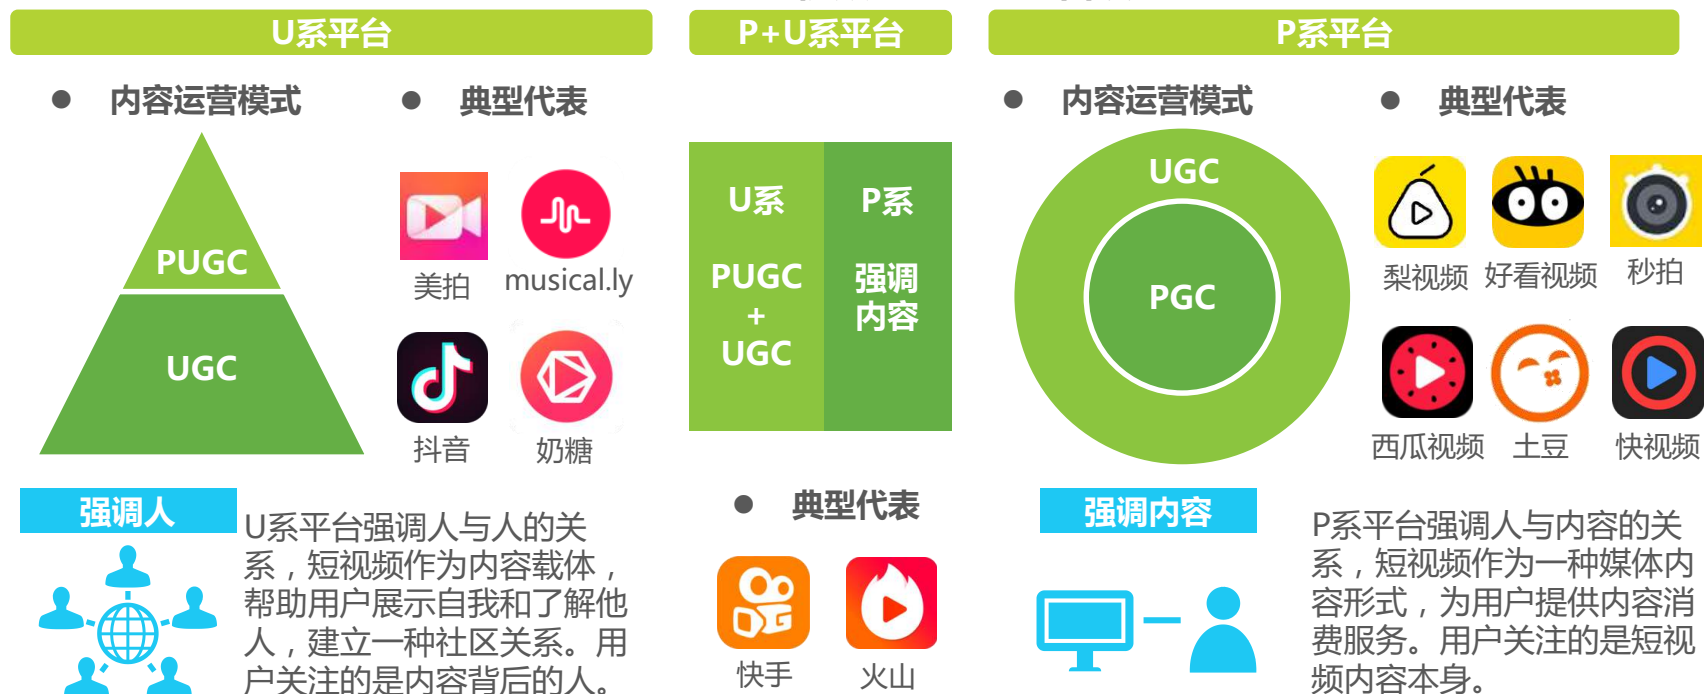 U系平台
● 内容运营模式
● 典型代表
PUGC
UGC
美拍
musical.ly
抖音
奶糖
强调人
U系平台强调人与人的关
系，短视频作为内容载体，
帮助用户展示自我和了解他
人，建立一种社区关系。用
户关注的是内容背后的人。
P+U系平台
U系
PUGC
+
UGC
P系
强调
内容
● 典型代表
快手
火山
P系平台
● 内容运营模式
● 典型代表
UGC
PGC
梨视频
好看视频
秒拍
西瓜视频
土豆
快视频
强调内容
P系平台强调人与内容的关
系，短视频作为一种媒体内
容形式，为用户提供内容消
费服务。用户关注的是短视
频内容本身。